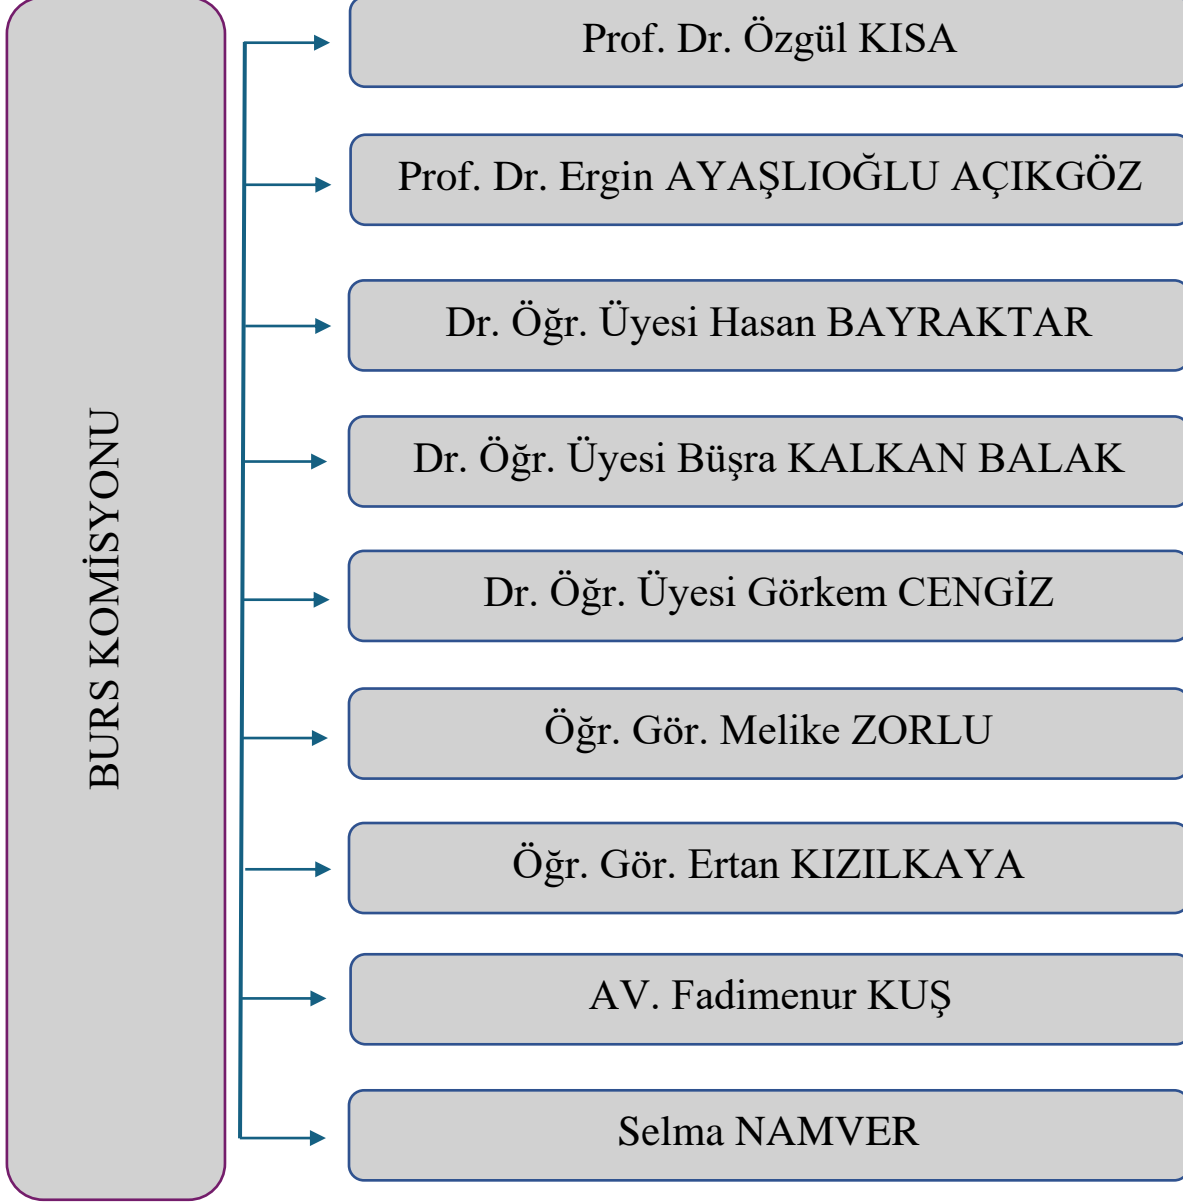 BURS KOMİSYONU
Prof. Dr. Özgül KISA
Prof. Dr. Ergin AYAŞLIOĞLU AÇIKGÖZ
Dr. Öğr. Üyesi Hasan BAYRAKTAR
Dr. Öğr. Üyesi Büşra KALKAN BALAK
Dr. Öğr. Üyesi Görkem CENGİZ
Öğr. Gör. Melike ZORLU
Öğr. Gör. Ertan KIZILKAYA
AV. Fadimenur KUŞ
Selma NAMVER